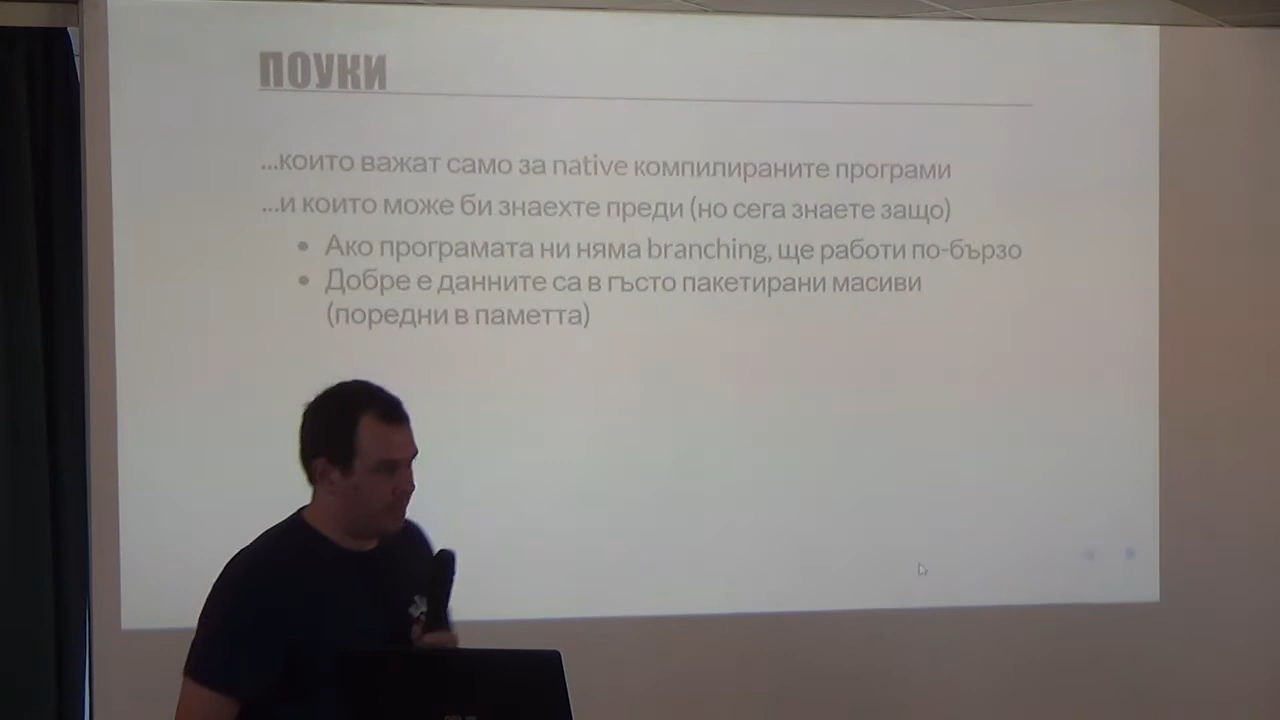 ПОУКИ
...които важат само за native компилираните програми
...и които може би знаехте преди (но сега знаете защо)
• Ако програмата ни няма branching, ще работи по-бързо
• Добре е данните са в гъсто пакетирани масиви
(поредни в паметта)